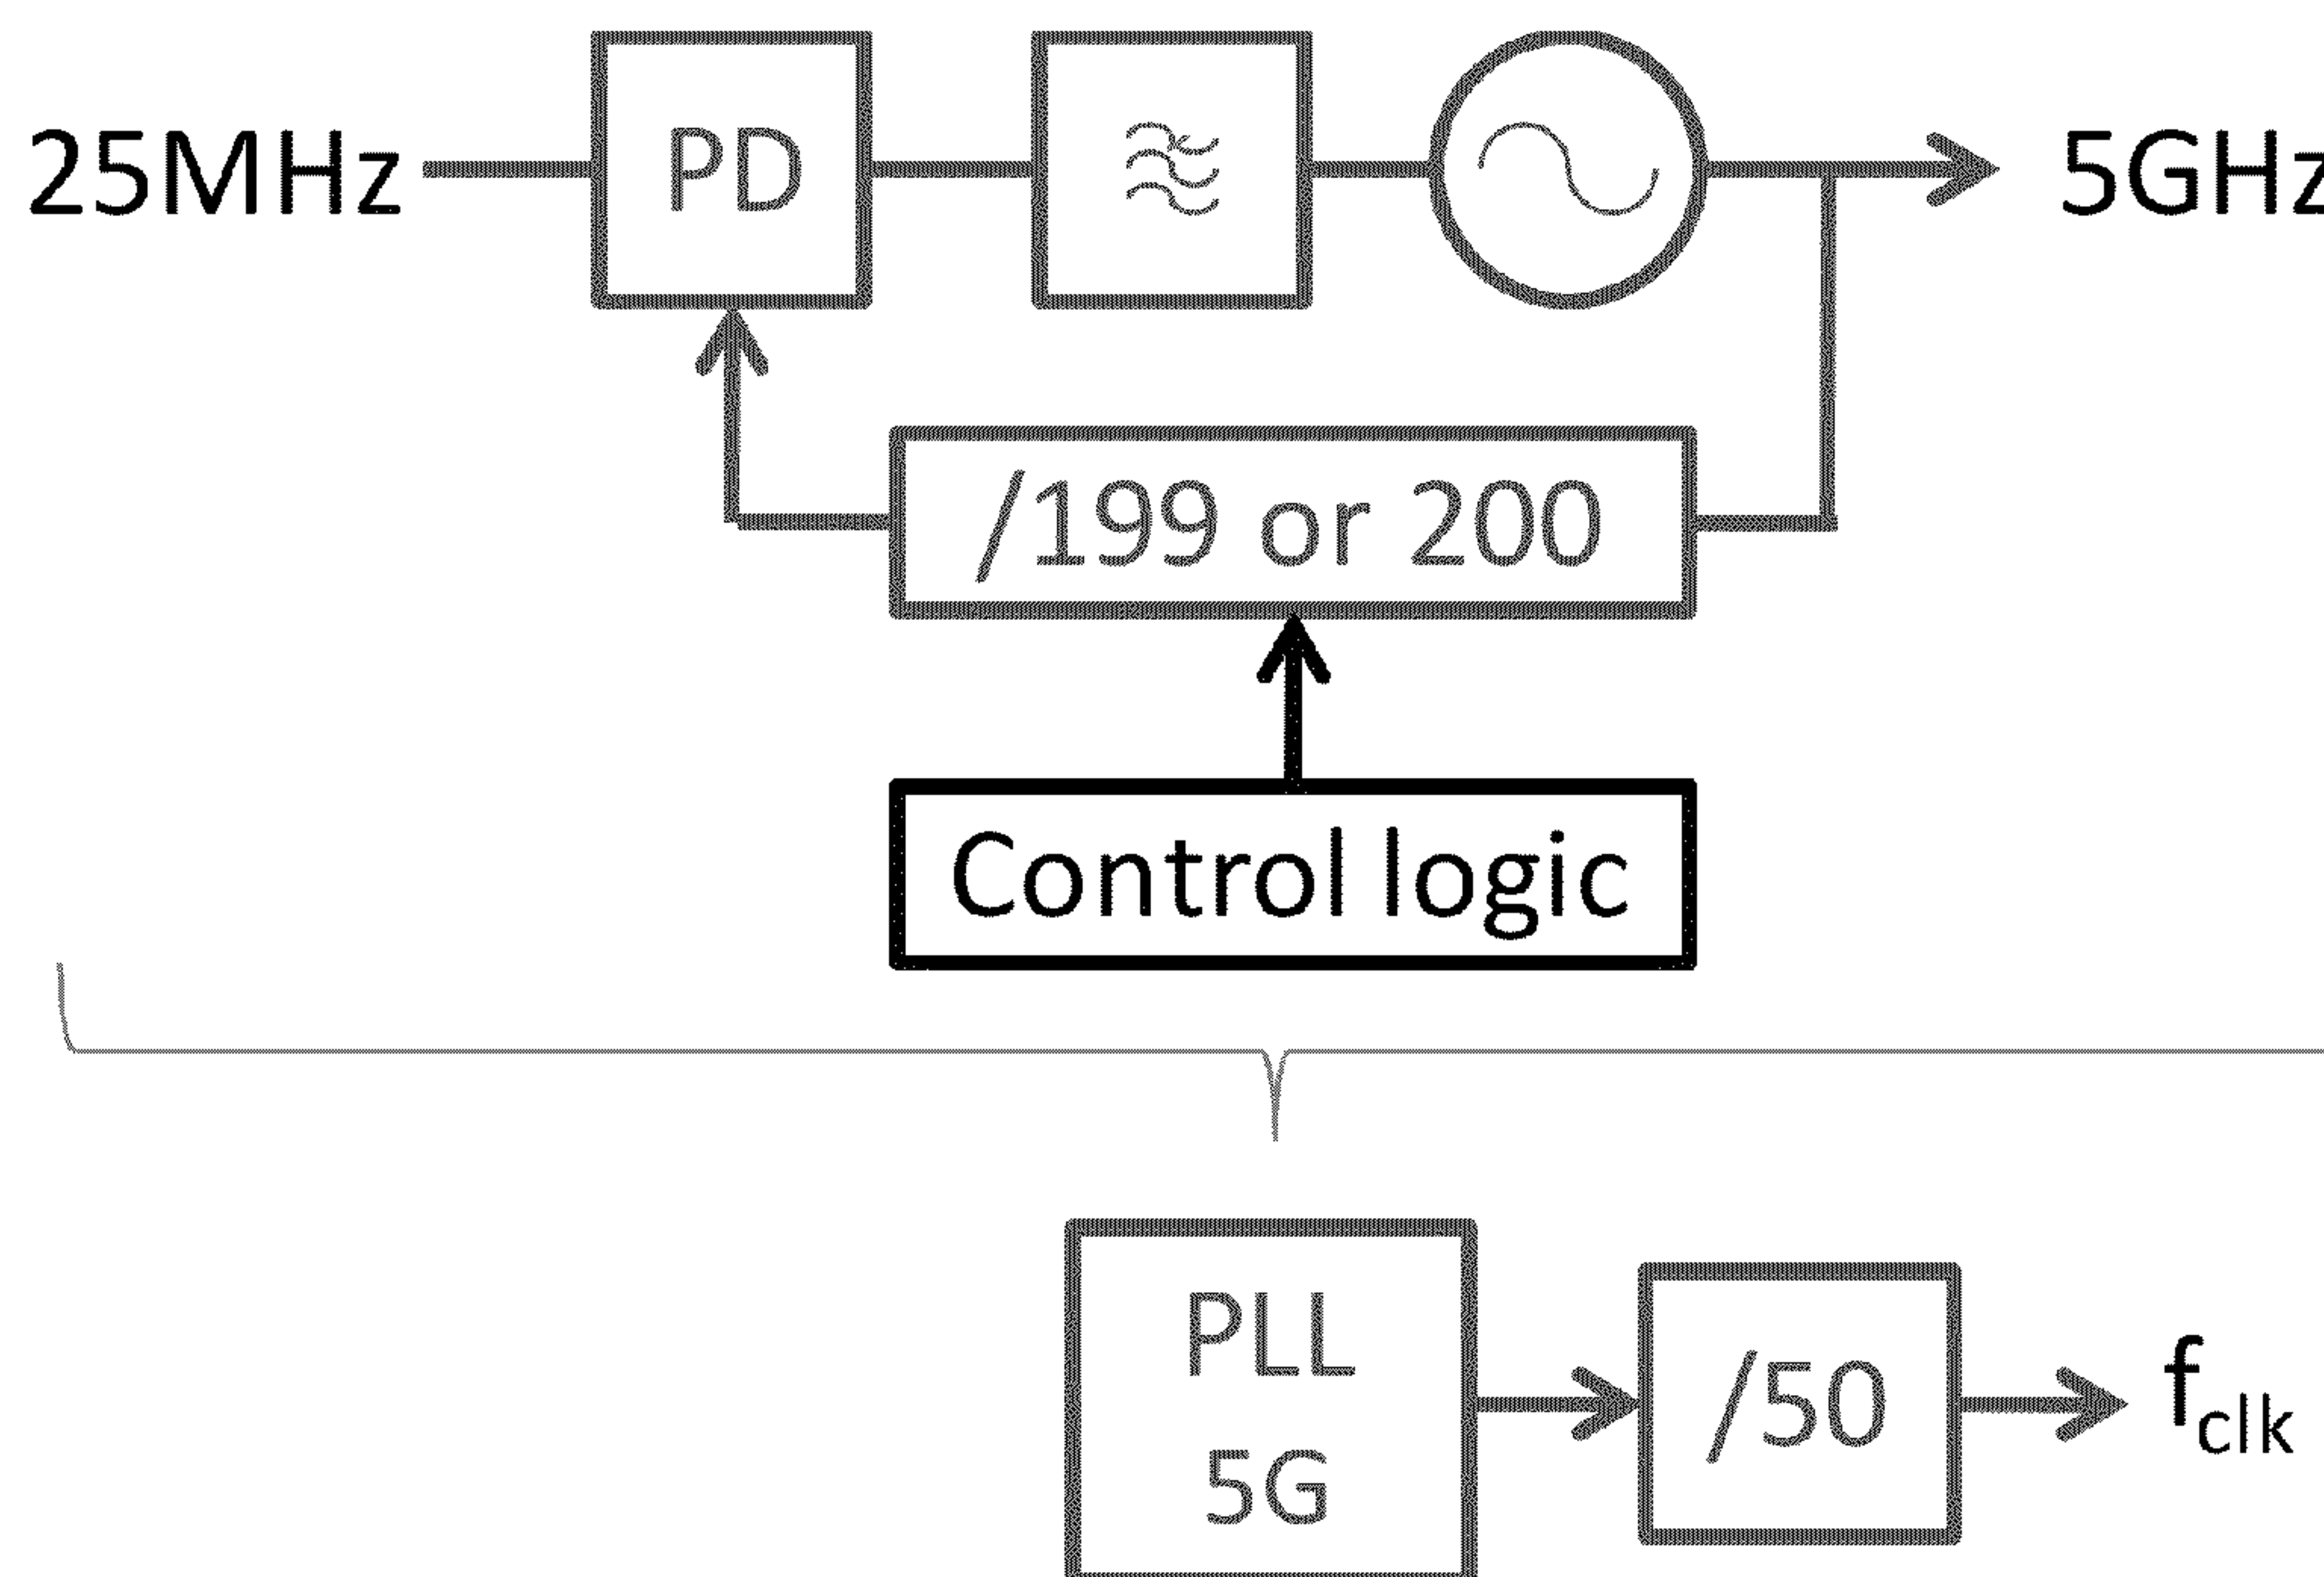 25MHz
PD
5GHz
/199 or 200
Control logic
PLL
5G
/50
fclk